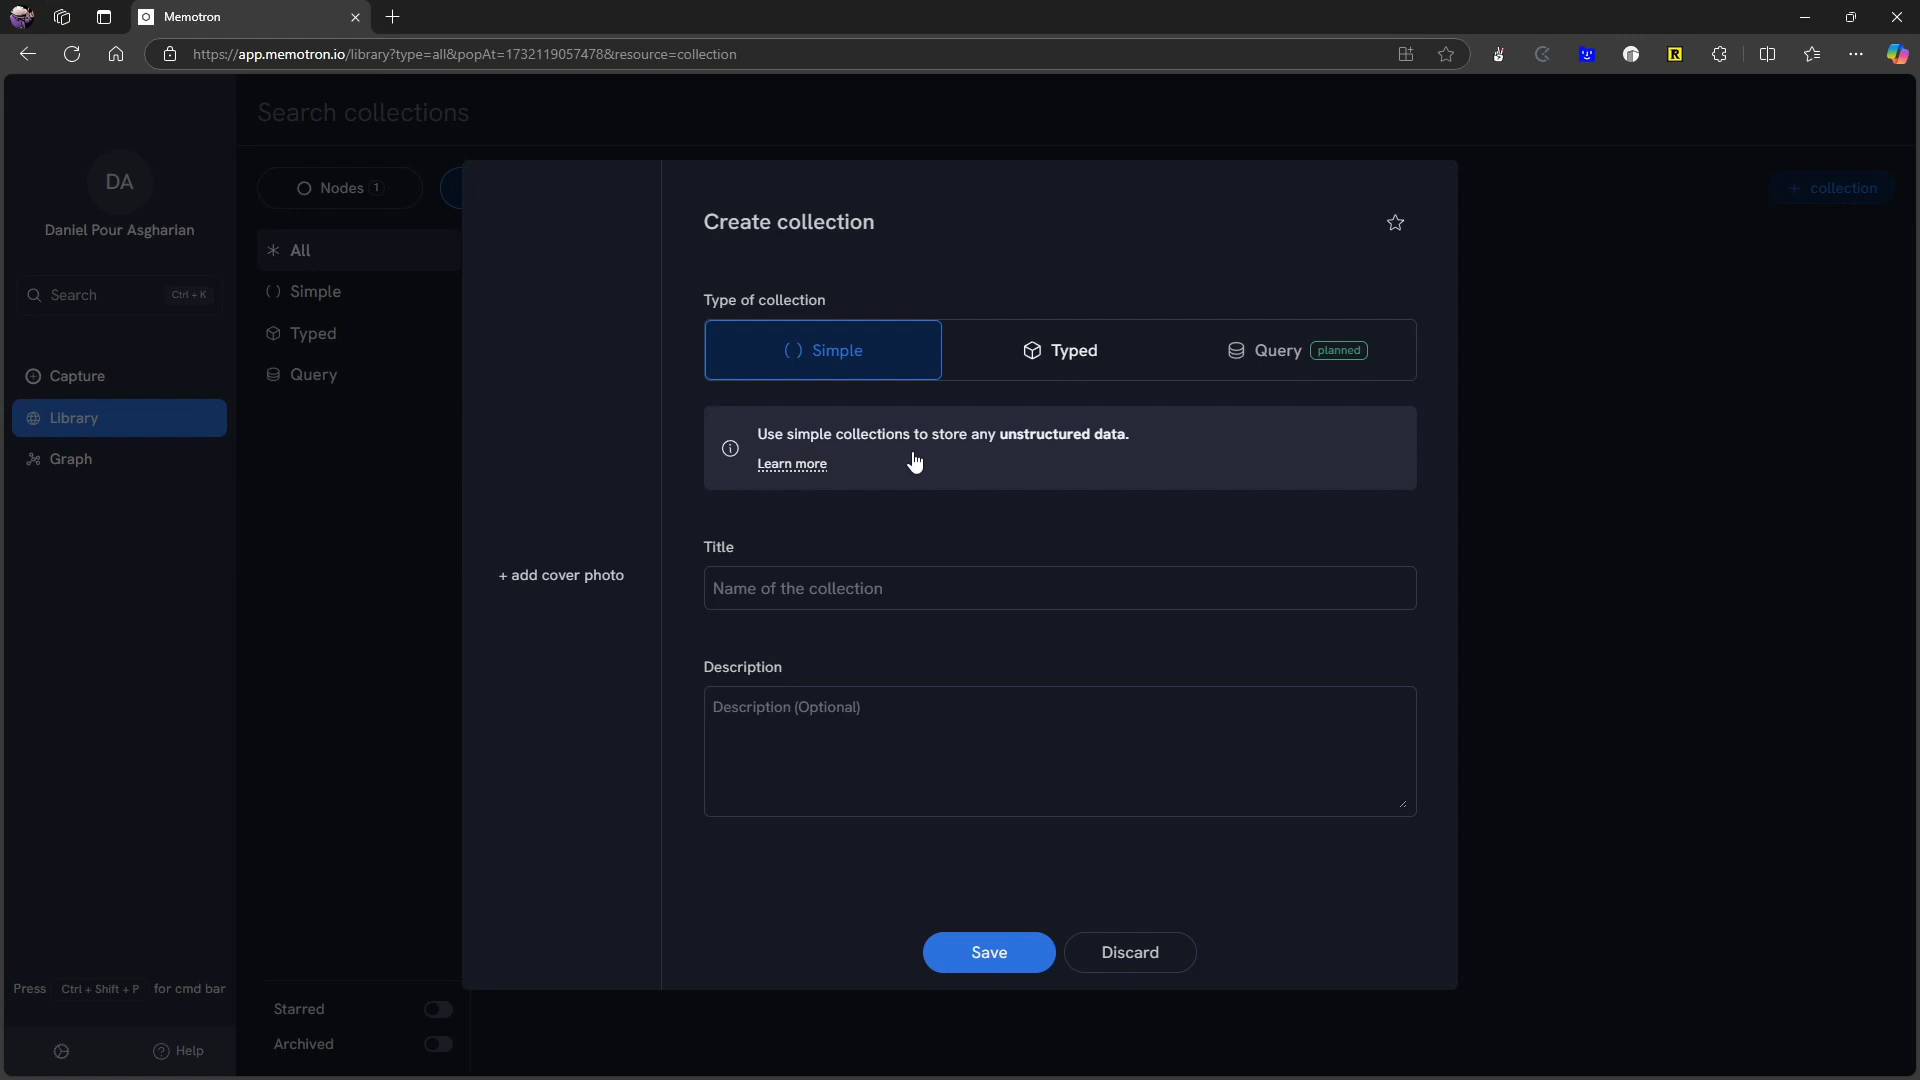 Memotron
https://app.memotron.io/library?type=all&popAt=1732119057478&resource=collection
Search collections
DA
Daniel Pour Asgharian
Search Ctrl + K
Capture
Library
Graph
Press Ctrl + Shift + P for cmd bar
Help
Nodes 1
All
Simple
Typed
Query
Starred
Archived
+ collection
+ add cover photo
Create collection
Type of collection
( ) Simple
Typed
Query planned
Use simple collections to store any unstructured data.
Learn more
Title
Name of the collection
Description
Description (Optional)
Save
Discard